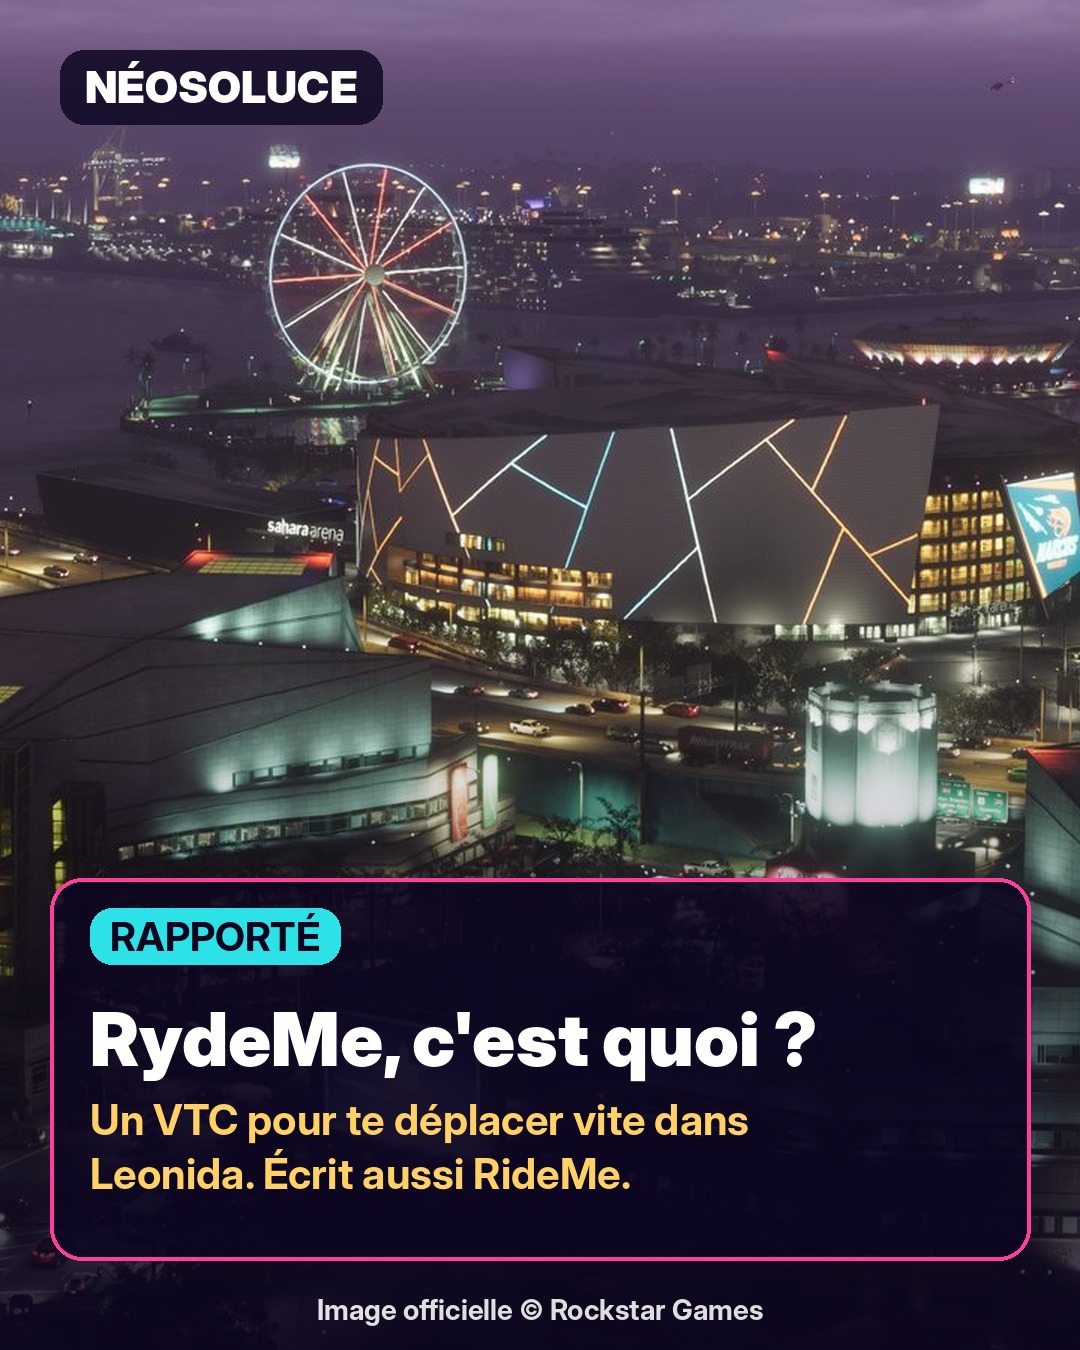 NÉOSOLUCE
saharaarena
RAPPORTÉ
RydeMe, c'est quoi ?
Un VTC pour te déplacer vite dans
Leonida. Écrit aussi RideMe.
Image officielle © Rockstar Games